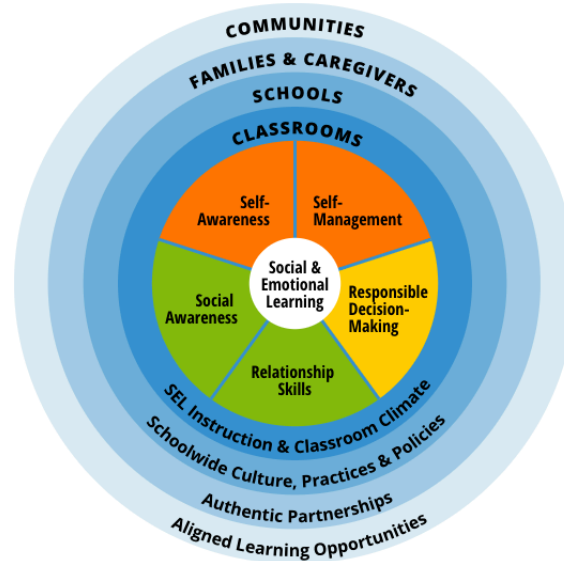 COMMUNITIES
FAMILIES & CAREGIVERS
SCHOOLS
CLASSROOMS
Self-
Awareness
Self-
Management
Social &
Emotional
Learning
Social
Awareness
Responsible
Decision-
Making
Relationship
Skills
SEL Instruction & Classroom Climate
Schoolwide Culture, Practices & Policies
Authentic Partnerships
Aligned Learning Opportunities